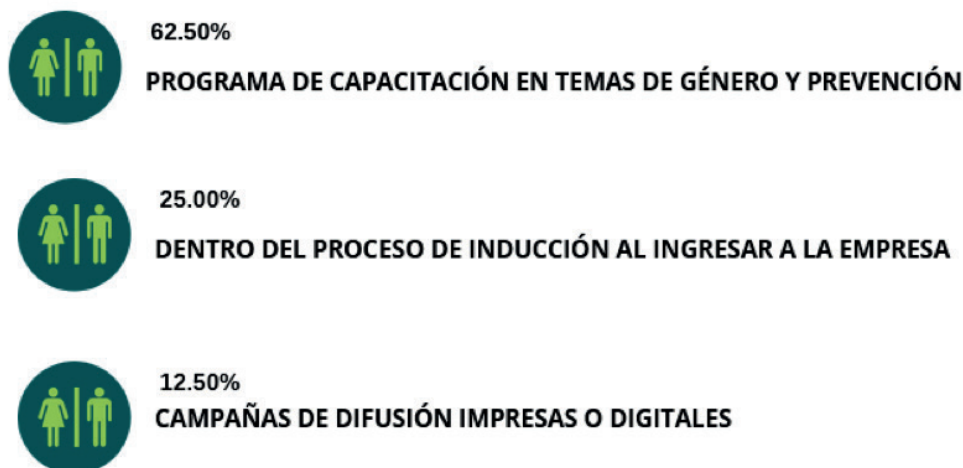 62.50%
PROGRAMA DE CAPACITACIÓN EN TEMAS DE GÉNERO Y PREVENCIÓN
25.00%
DENTRO DEL PROCESO DE INDUCCIÓN AL INGRESAR A LA EMPRESA
12.50%
CAMPAÑAS DE DIFUSIÓN IMPRESAS O DIGITALES